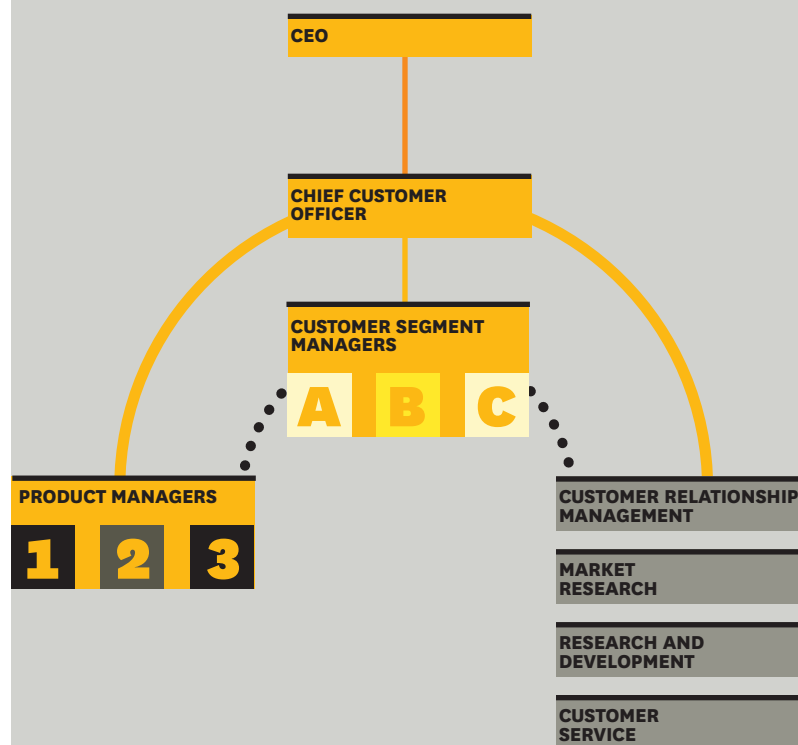 CEO
CHIEF CUSTOMER
OFFICER
CUSTOMER SEGMENT
MANAGERS
A B C
PRODUCT MANAGERS
1 2 3
CUSTOMER RELATIONSHIP
MANAGEMENT
MARKET
RESEARCH
RESEARCH AND
DEVELOPMENT
CUSTOMER
SERVICE